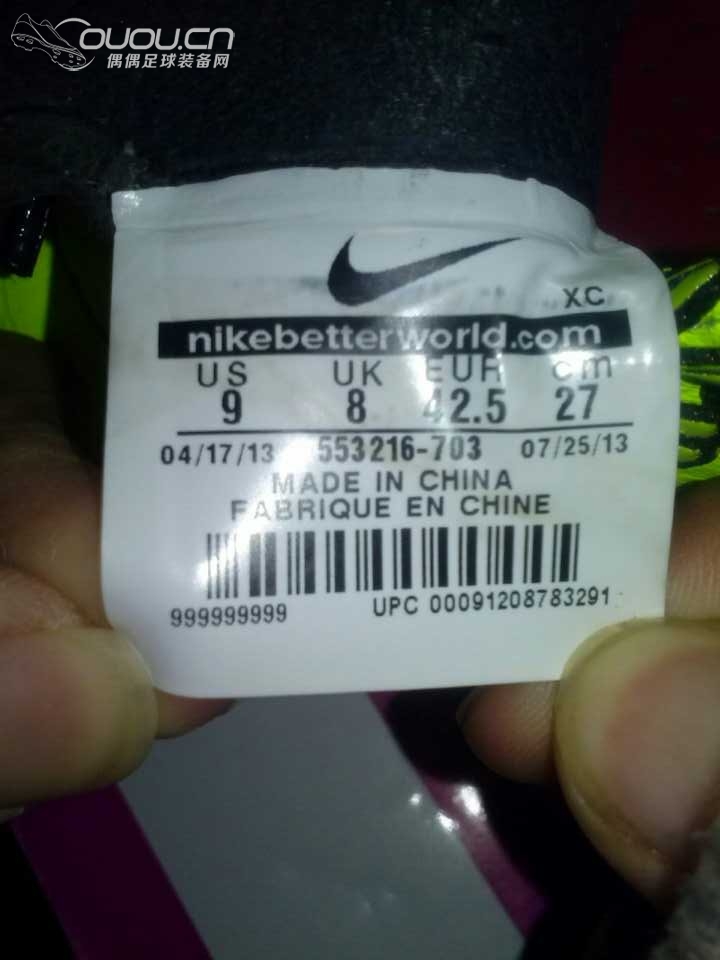 OUOU.CN
偶偶足球装备网
XC
nikebetterworld.com
US UK EUR cm
9 8 42.5 27
04/17/13 553216-703 07/25/13
MADE IN CHINA
FABRIQUE EN CHINE
999999999 UPC 00091208783291